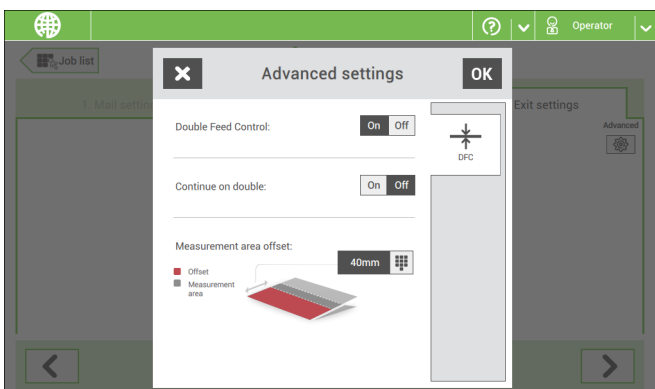 Operator
Job list
Advanced settings
OK
1. Mail settin
Exit settings
Advanced
Double Feed Control:
On Off
DFC
Continue on double:
On Off
Measurement area offset:
40mm
Offset
Measurement
area